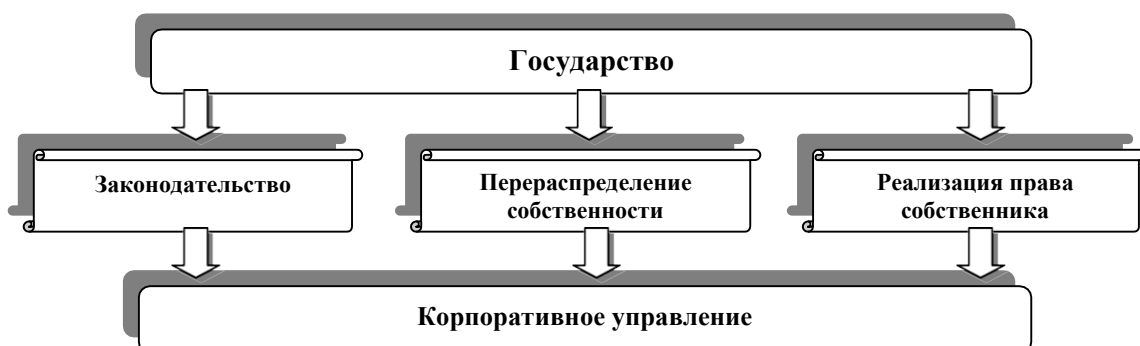 Государство
Законодательство
Перераспределение
собственности
Реализация права
собственника
Корпоративное управление